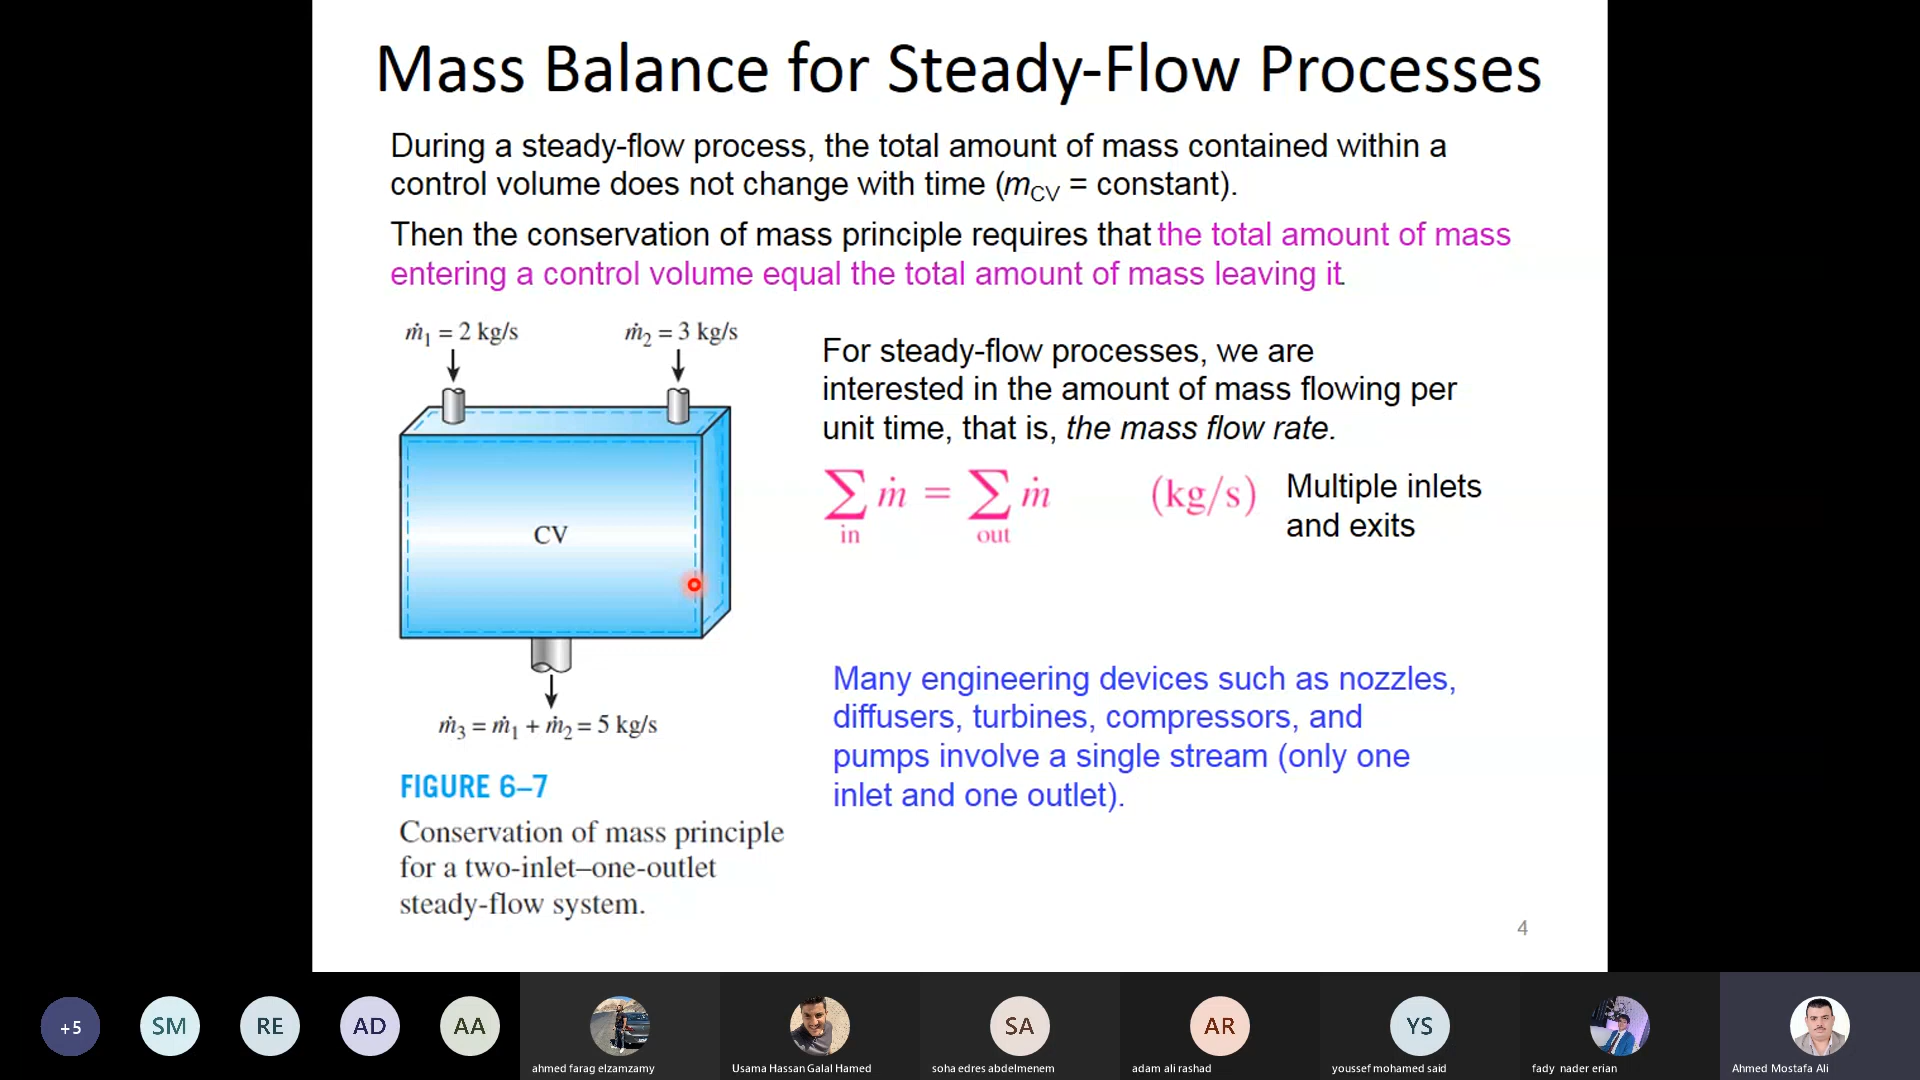 Mass Balance for Steady-Flow Processes
During a steady-flow process, the total amount of mass contained within a
control volume does not change with time (mCV = constant).
Then the conservation of mass principle requires that the total amount of mass
entering a control volume equal the total amount of mass leaving it.
ṁ₁ = 2 kg/s
ṁ₂ = 3 kg/s
CV
ṁ₃ = ṁ₁ + ṁ₂ = 5 kg/s
FIGURE 6–7
Conservation of mass principle
for a two-inlet–one-outlet
steady-flow system.
For steady-flow processes, we are
interested in the amount of mass flowing per
unit time, that is, the mass flow rate.
∑ ṁ = ∑ ṁ (kg/s)
in out
Multiple inlets
and exits
Many engineering devices such as nozzles,
diffusers, turbines, compressors, and
pumps involve a single stream (only one
inlet and one outlet).
4
+5
SM
RE
AD
AA
SA
AR
YS
ahmed farag elzamzamy
Usama Hassan Galal Hamed
soha edres abdelmenem
adam ali rashad
youssef mohamed said
fady nader erian
Ahmed Mostafa Ali